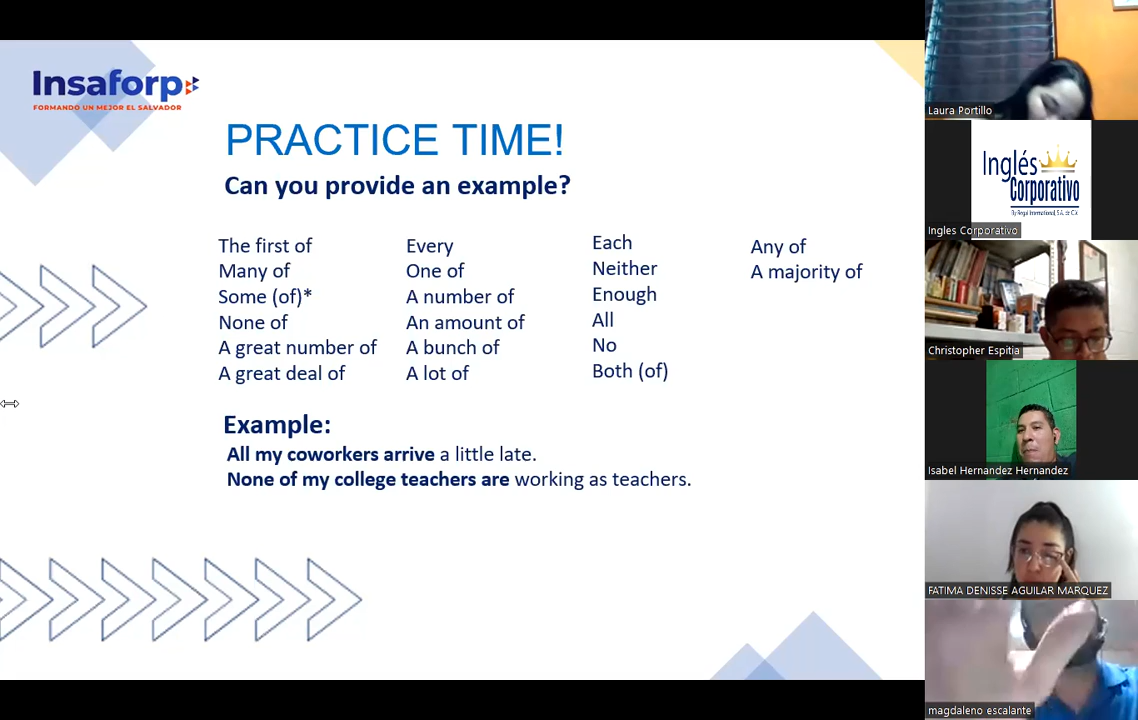 Insaforp
FORMANDO UN MEJOR EL SALVADOR
PRACTICE TIME!
Can you provide an example?
The first of
Many of
Some (of)*
None of
A great number of
A great deal of
Every
One of
A number of
An amount of
A bunch of
A lot of
Each
Neither
Enough
All
No
Both (of)
Any of
A majority of
Example:
All my coworkers arrive a little late.
None of my college teachers are working as teachers.
Laura Portillo
Inglés
Corporativo
By Regal International, S.A. de C.V.
Ingles Corporativo
Christopher Espitia
Isabel Hernandez Hernandez
FATIMA DENISSE AGUILAR MARQUEZ
magdaleno escalante